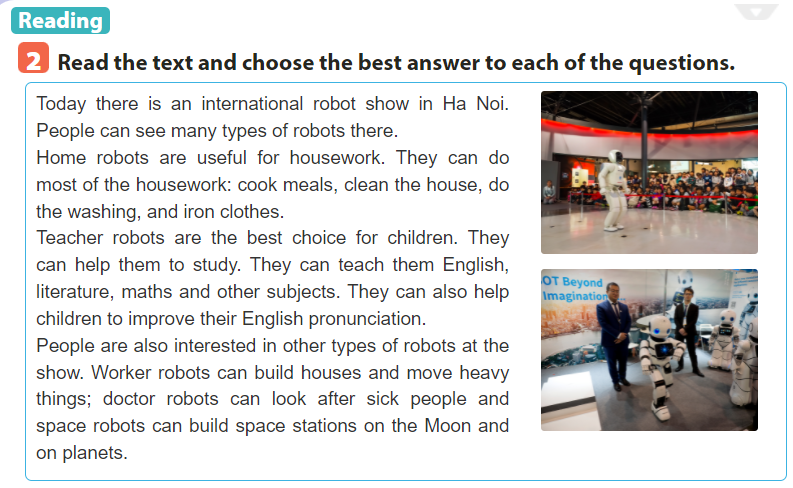 Reading
2 Read the text and choose the best answer to each of the questions.
Today there is an international robot show in Ha Noi.
People can see many types of robots there.
Home robots are useful for housework. They can do
most of the housework: cook meals, clean the house, do
the washing, and iron clothes.
Teacher robots are the best choice for children. They
can help them to study. They can teach them English,
literature, maths and other subjects. They can also help
children to improve their English pronunciation.
People are also interested in other types of robots at the
show. Worker robots can build houses and move heavy
things; doctor robots can look after sick people and
space robots can build space stations on the Moon and
on planets.
OT Beyond
Imagination